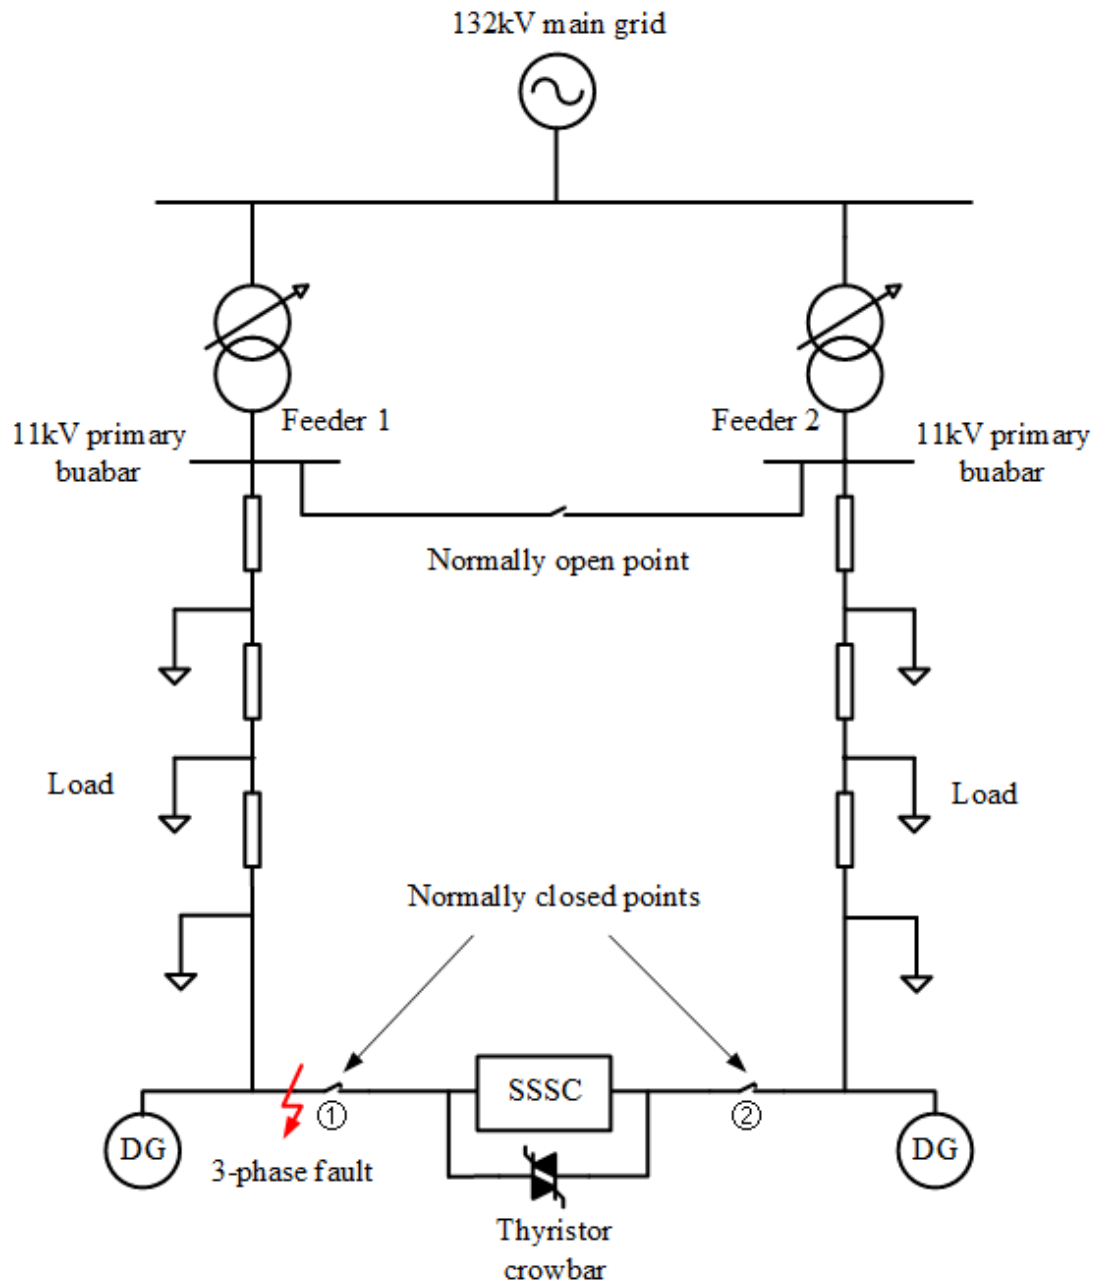 132kV main grid
Feeder 1
Feeder 2
11kV primary
buabar
11kV primary
buabar
Normally open point
Load
Load
Normally closed points
SSSC
①
②
DG
DG
3-phase fault
Thyristor
crowbar